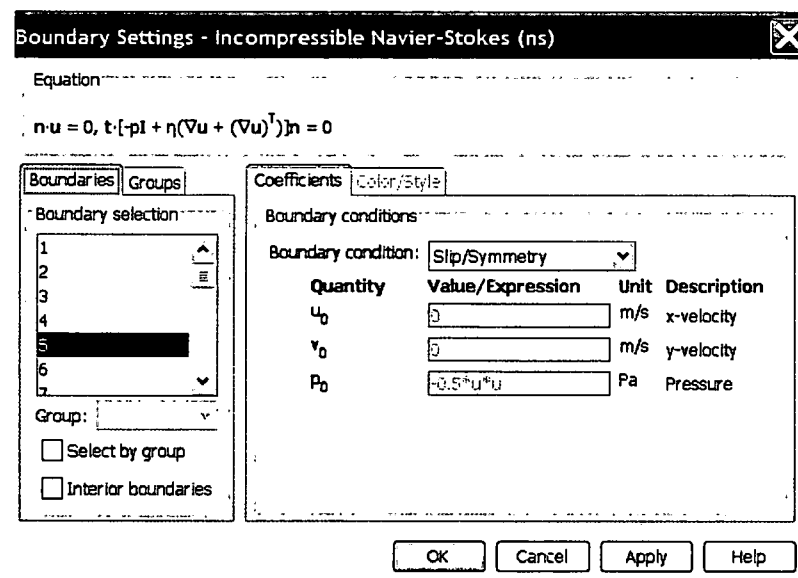 Boundary Settings - Incompressible Navier-Stokes (ns)
Equation
n·u = 0, t·[-pI + η(∇u + (∇u)ᵀ)]n = 0
Boundaries Groups
Boundary selection
1
2
3
4
5
6
7
Group:
Select by group
Interior boundaries
Coefficients Color/Style
Boundary conditions
Boundary condition: Slip/Symmetry
Quantity Value/Expression Unit Description
u₀ 0 m/s x-velocity
v₀ 0 m/s y-velocity
p₀ -0.5*u*u Pa Pressure
OK Cancel Apply Help